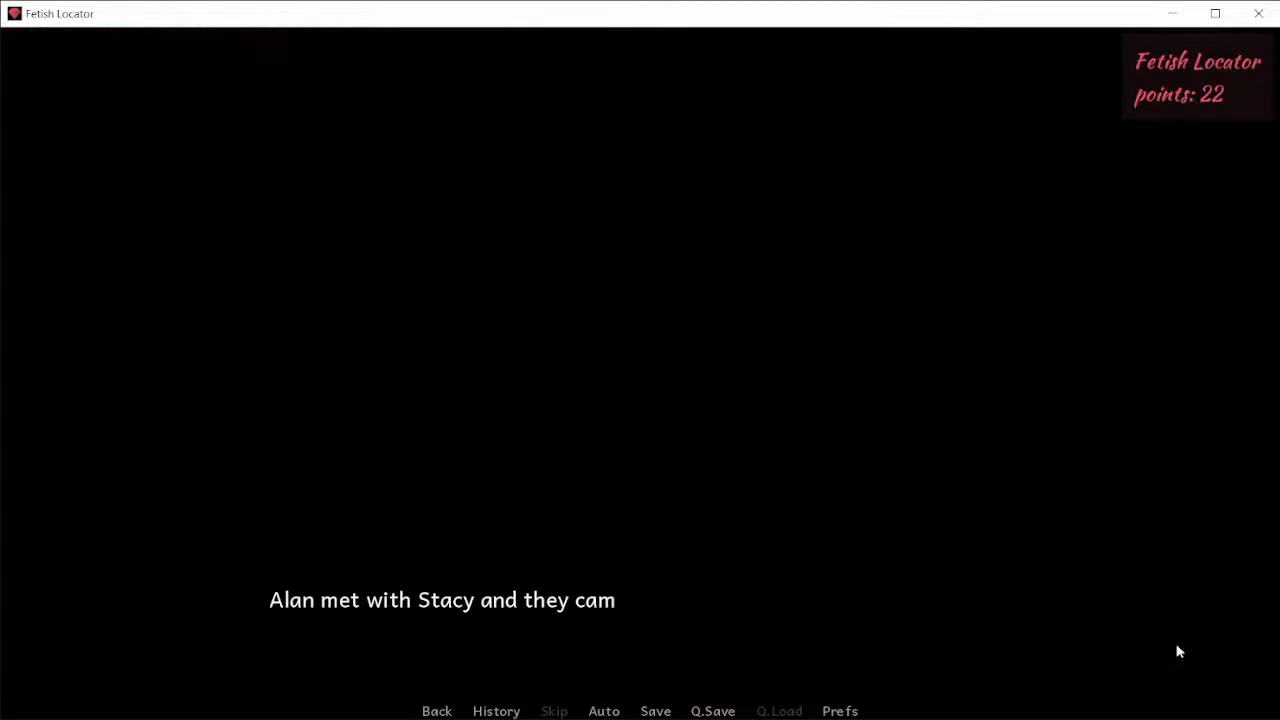 Fetish Locator
Fetish Locator
points: 22
Alan met with Stacy and they cam
Back History Skip Auto Save Q.Save Q.Load Prefs